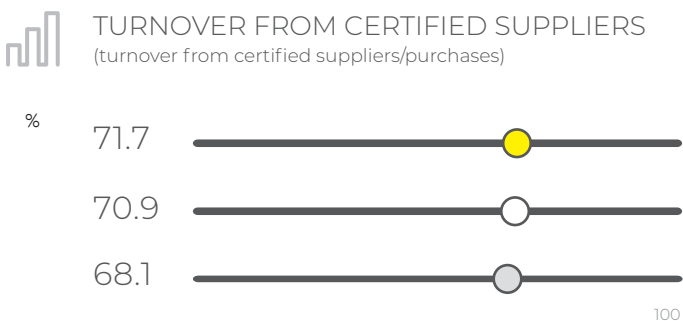 TURNOVER FROM CERTIFIED SUPPLIERS
(turnover from certified suppliers/purchases)
%
71.7
70.9
68.1
100